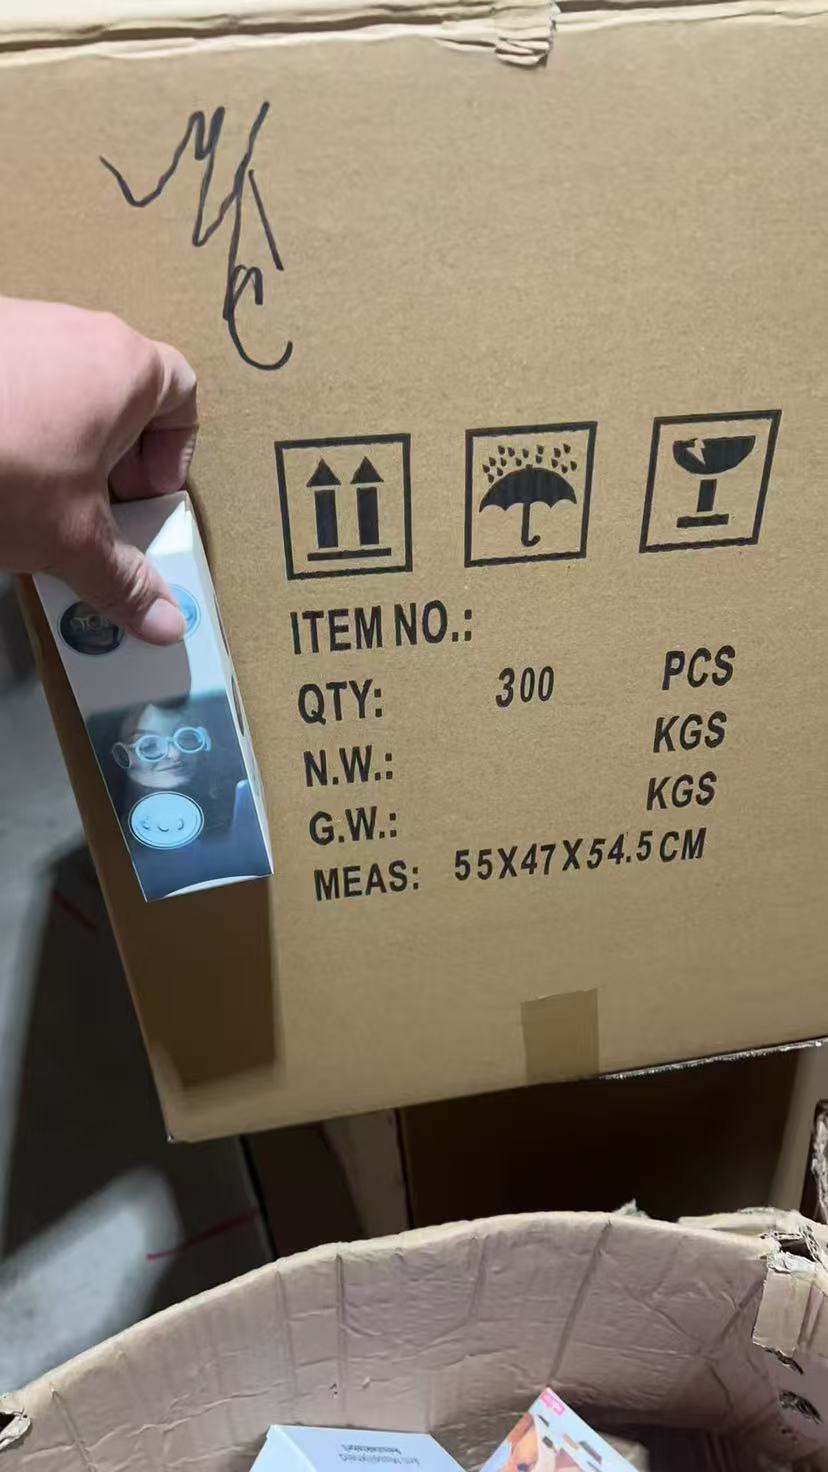 ITEM NO.:
QTY: 300 PCS
N.W.: KGS
G.W.: KGS
MEAS: 55X47X54.5CM